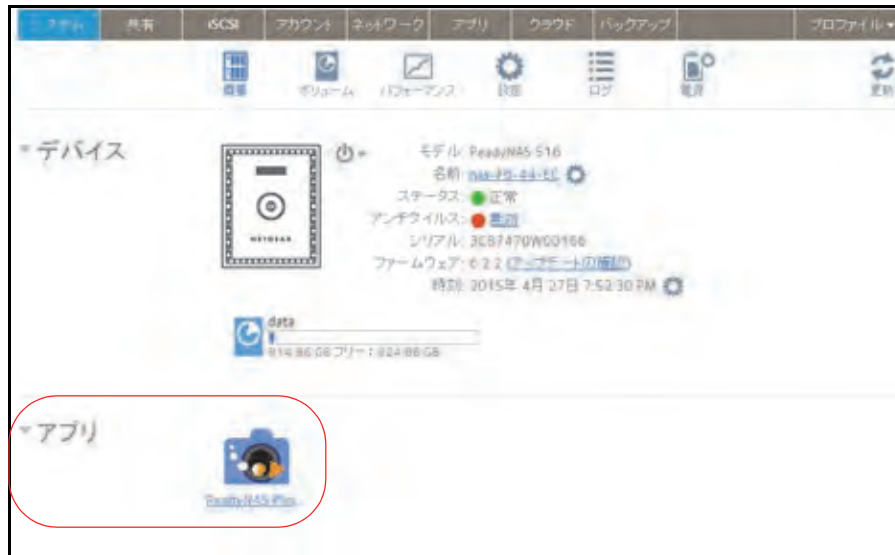 システム 共有 iSCSI アカウント ネットワーク アプリ クラウド バックアップ プロファイル
概要 ボリューム パフォーマンス 設定 ログ 電源 更新
デバイス
NETGEAR
モデル: ReadyNAS 516
名前:
ステータス: 正常
アンチウイルス: 無効
シリアル: 3CB7470W00166
ファームウェア: 6.2.2 (アップデートの確認)
時刻: 2015年 4月 27日 7:52:30 PM
data
フリー:
アプリ
ReadyNAS